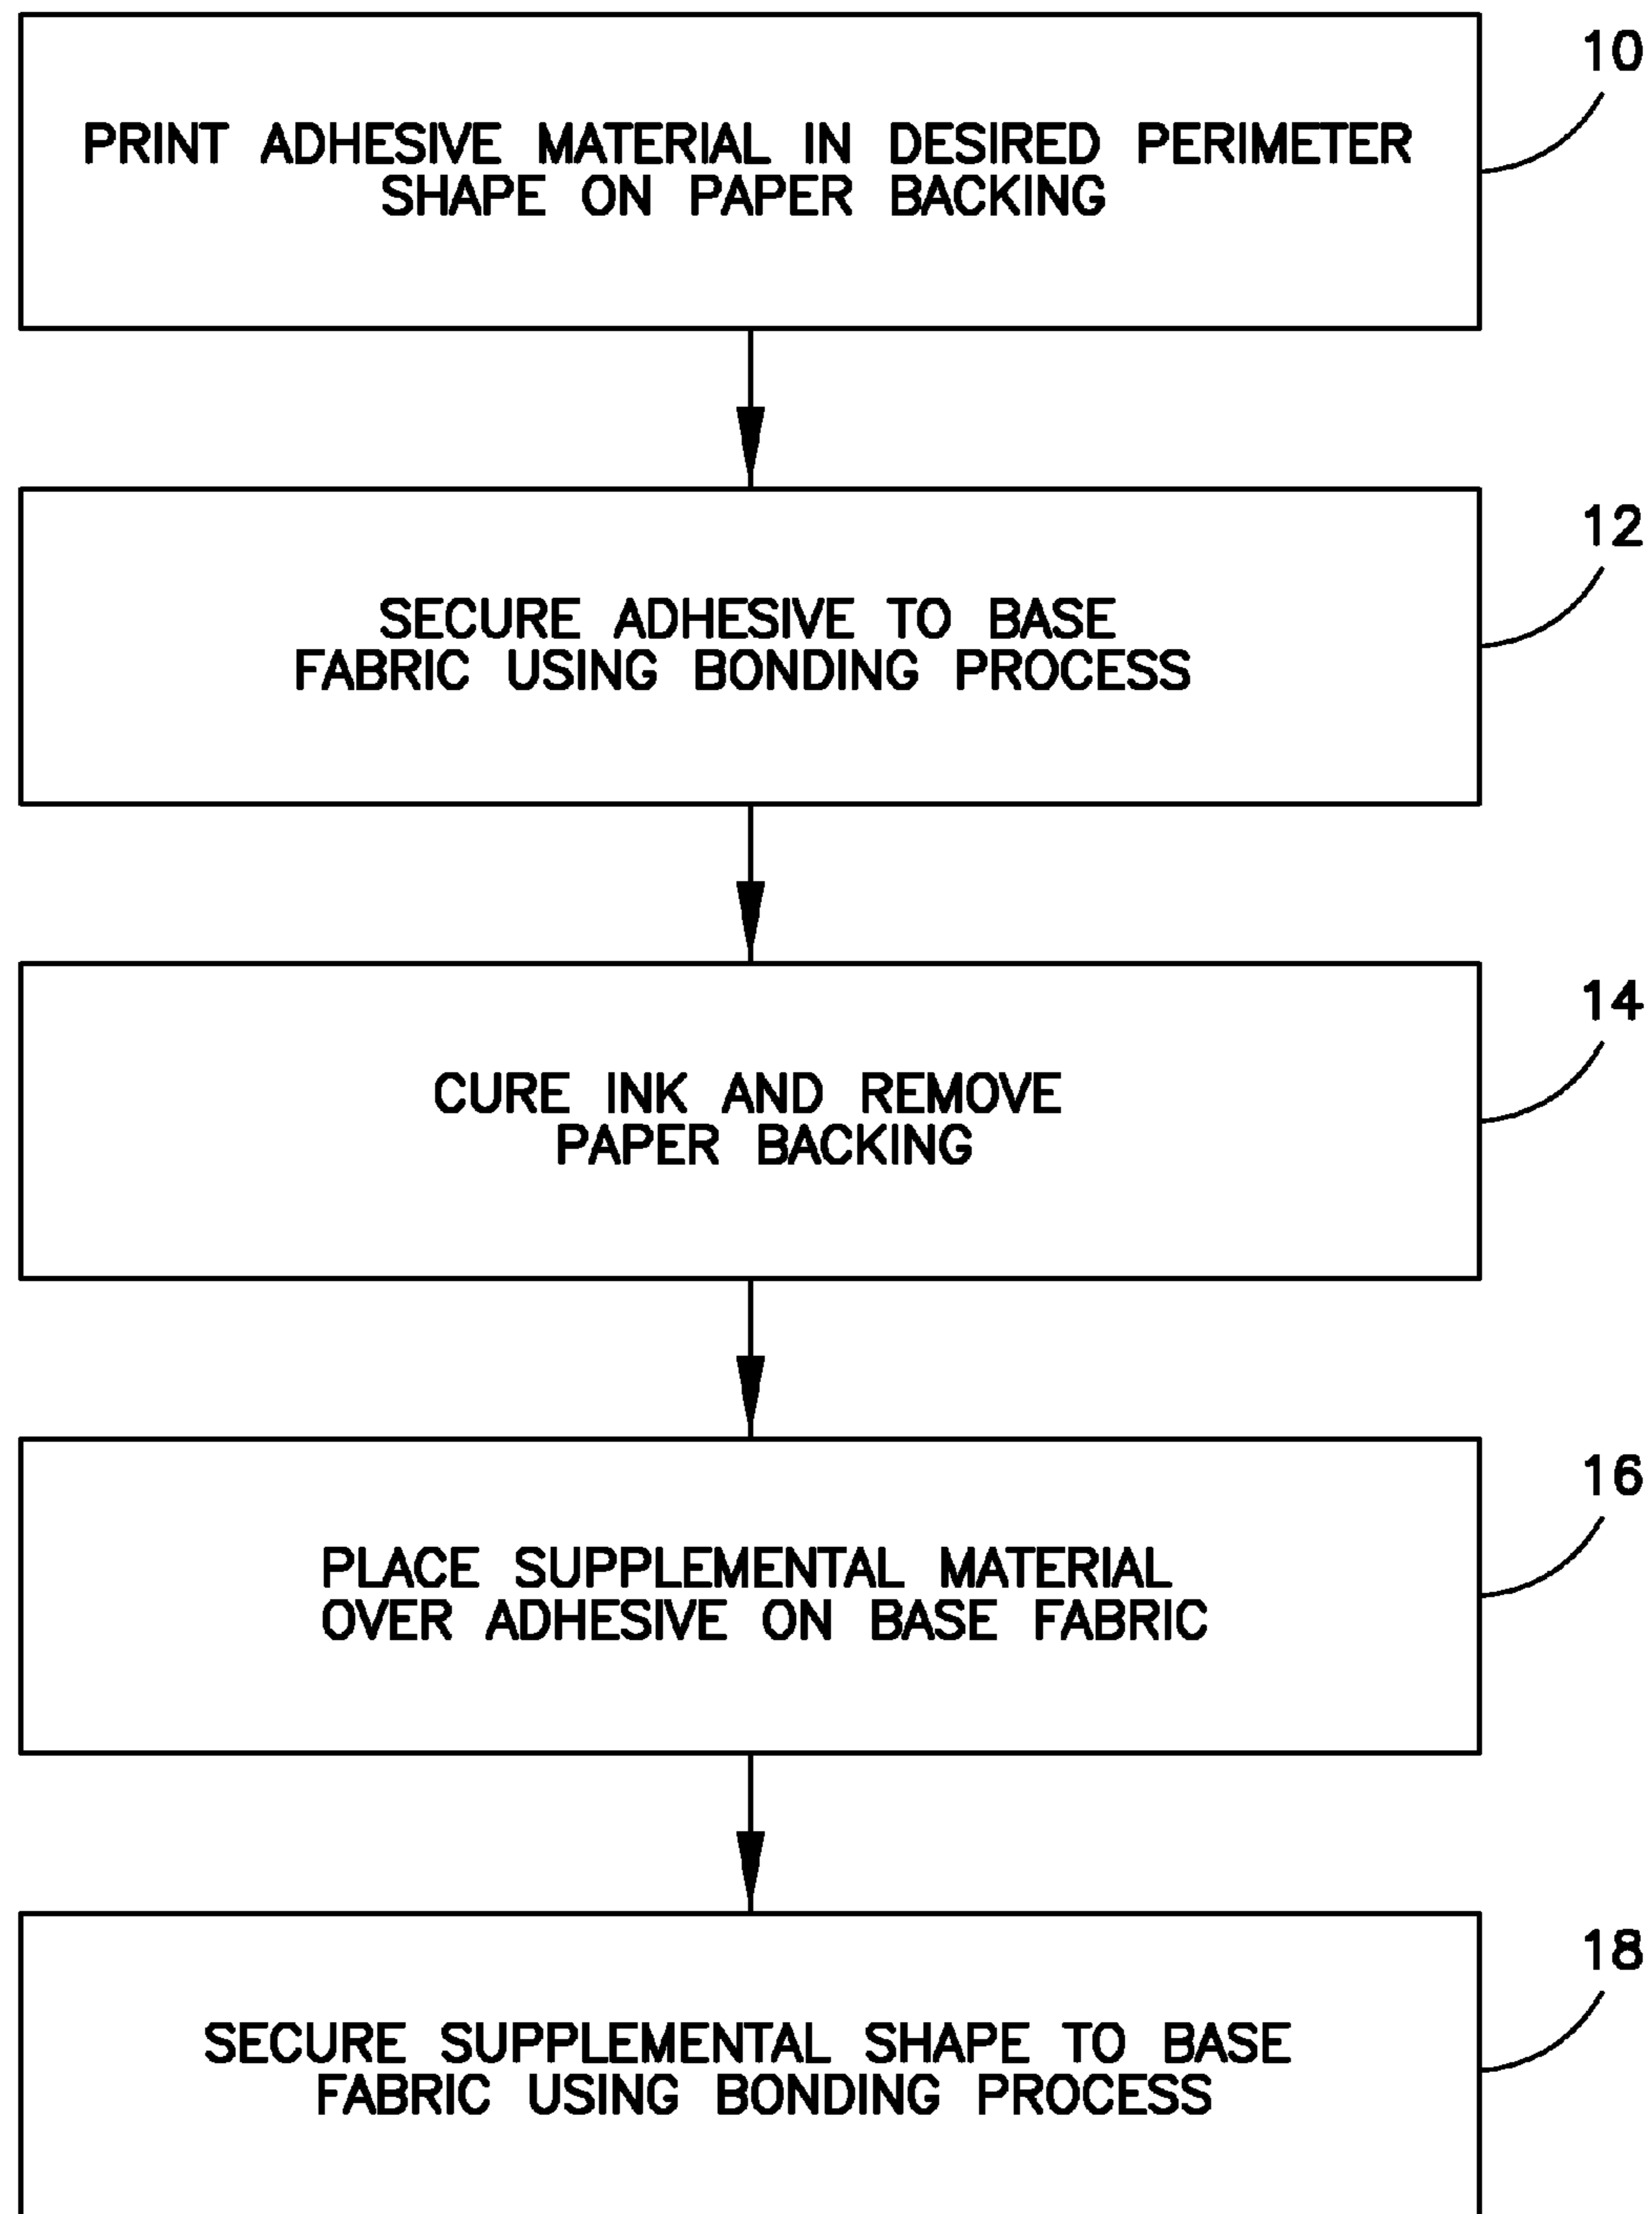 10
PRINT ADHESIVE MATERIAL IN DESIRED PERIMETER
SHAPE ON PAPER BACKING
12
SECURE ADHESIVE TO BASE
FABRIC USING BONDING PROCESS
14
CURE INK AND REMOVE
PAPER BACKING
16
PLACE SUPPLEMENTAL MATERIAL
OVER ADHESIVE ON BASE FABRIC
18
SECURE SUPPLEMENTAL SHAPE TO BASE
FABRIC USING BONDING PROCESS